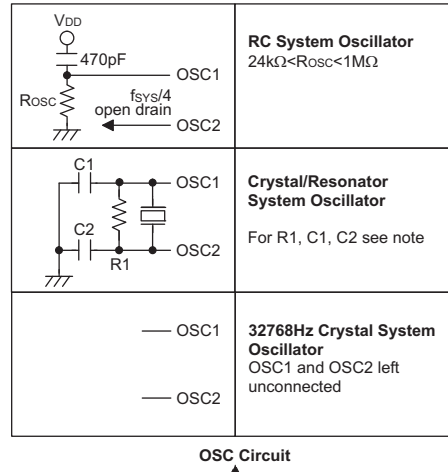 VDD
470pF
OSC1
ROSC
fSYS/4
open drain
OSC2
RC System Oscillator
24kΩ<ROSC<1MΩ
C1
OSC1
C2
OSC2
R1
Crystal/Resonator
System Oscillator
For R1, C1, C2 see note
OSC1
OSC2
32768Hz Crystal System
Oscillator
OSC1 and OSC2 left
unconnected
OSC Circuit